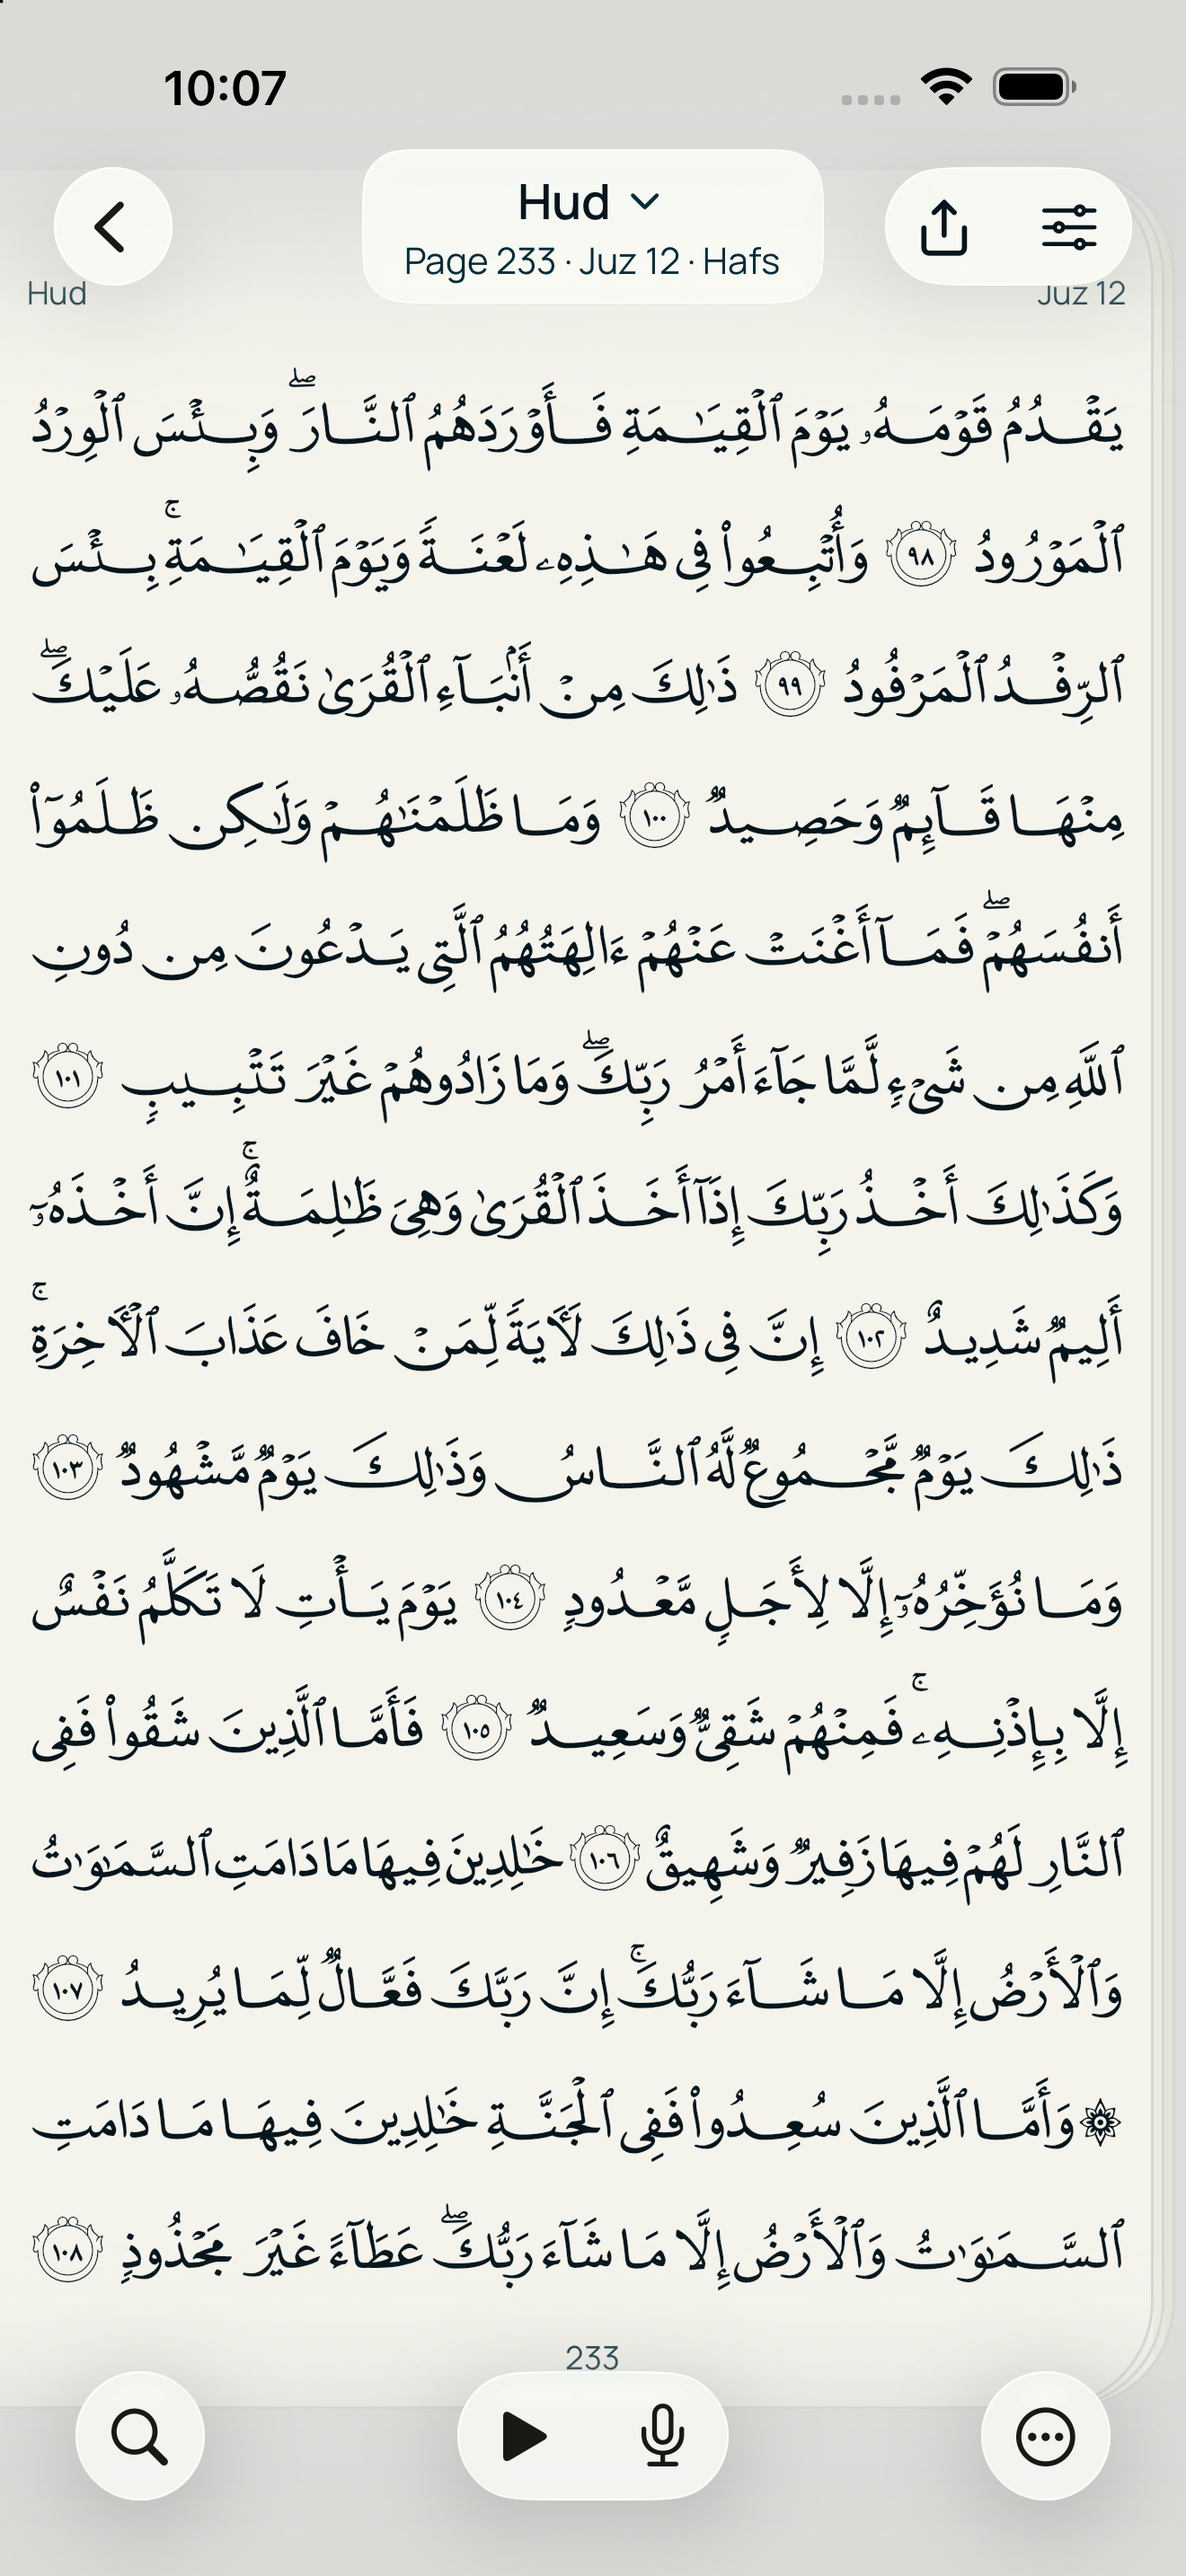 10:07
Hud
Page 233 · Juz 12 · Hafs
Hud
Juz 12
يَقۡدُمُ قَوۡمَهُۥ يَوۡمَ ٱلۡقِيَٰمَةِ فَأَوۡرَدَهُمُ ٱلنَّارَۖ وَبِئۡسَ ٱلۡوِرۡدُ
ٱلۡمَوۡرُودُ ٩٨ وَأُتۡبِعُواْ فِي هَٰذِهِۦ لَعۡنَةٗ وَيَوۡمَ ٱلۡقِيَٰمَةِۚ بِئۡسَ
ٱلرِّفۡدُ ٱلۡمَرۡفُودُ ٩٩ ذَٰلِكَ مِنۡ أَنۢبَآءِ ٱلۡقُرَىٰ نَقُصُّهُۥ عَلَيۡكَۖ
مِنۡهَا قَآئِمٞ وَحَصِيدٞ ١٠٠ وَمَا ظَلَمۡنَٰهُمۡ وَلَٰكِن ظَلَمُوٓاْ
أَنفُسَهُمۡۖ فَمَآ أَغۡنَتۡ عَنۡهُمۡ ءَالِهَتُهُمُ ٱلَّتِي يَدۡعُونَ مِن دُونِ
ٱللَّهِ مِن شَيۡءٖ لَّمَّا جَآءَ أَمۡرُ رَبِّكَۖ وَمَا زَادُوهُمۡ غَيۡرَ تَتۡبِيبٖ ١٠١
وَكَذَٰلِكَ أَخۡذُ رَبِّكَ إِذَآ أَخَذَ ٱلۡقُرَىٰ وَهِيَ ظَٰلِمَةٌۚ إِنَّ أَخۡذَهُۥٓ
أَلِيمٞ شَدِيدٌ ١٠٢ إِنَّ فِي ذَٰلِكَ لَأٓيَةٗ لِّمَنۡ خَافَ عَذَابَ ٱلۡأٓخِرَةِۚ
ذَٰلِكَ يَوۡمٞ مَّجۡمُوعٞ لَّهُ ٱلنَّاسُ وَذَٰلِكَ يَوۡمٞ مَّشۡهُودٞ ١٠٣
وَمَا نُؤَخِّرُهُۥٓ إِلَّا لِأَجَلٖ مَّعۡدُودٖ ١٠٤ يَوۡمَ يَأۡتِ لَا تَكَلَّمُ نَفۡسٌ
إِلَّا بِإِذۡنِهِۦۚ فَمِنۡهُمۡ شَقِيّٞ وَسَعِيدٞ ١٠٥ فَأَمَّا ٱلَّذِينَ شَقُواْ فَفِي
ٱلنَّارِ لَهُمۡ فِيهَا زَفِيرٞ وَشَهِيقٌ ١٠٦ خَٰلِدِينَ فِيهَا مَا دَامَتِ ٱلسَّمَٰوَٰتُ
وَٱلۡأَرۡضُ إِلَّا مَا شَآءَ رَبُّكَۚ إِنَّ رَبَّكَ فَعَّالٞ لِّمَا يُرِيدُ ١٠٧
۞ وَأَمَّا ٱلَّذِينَ سُعِدُواْ فَفِي ٱلۡجَنَّةِ خَٰلِدِينَ فِيهَا مَا دَامَتِ
ٱلسَّمَٰوَٰتُ وَٱلۡأَرۡضُ إِلَّا مَا شَآءَ رَبُّكَۖ عَطَآءً غَيۡرَ مَجۡذُوذٖ ١٠٨
233